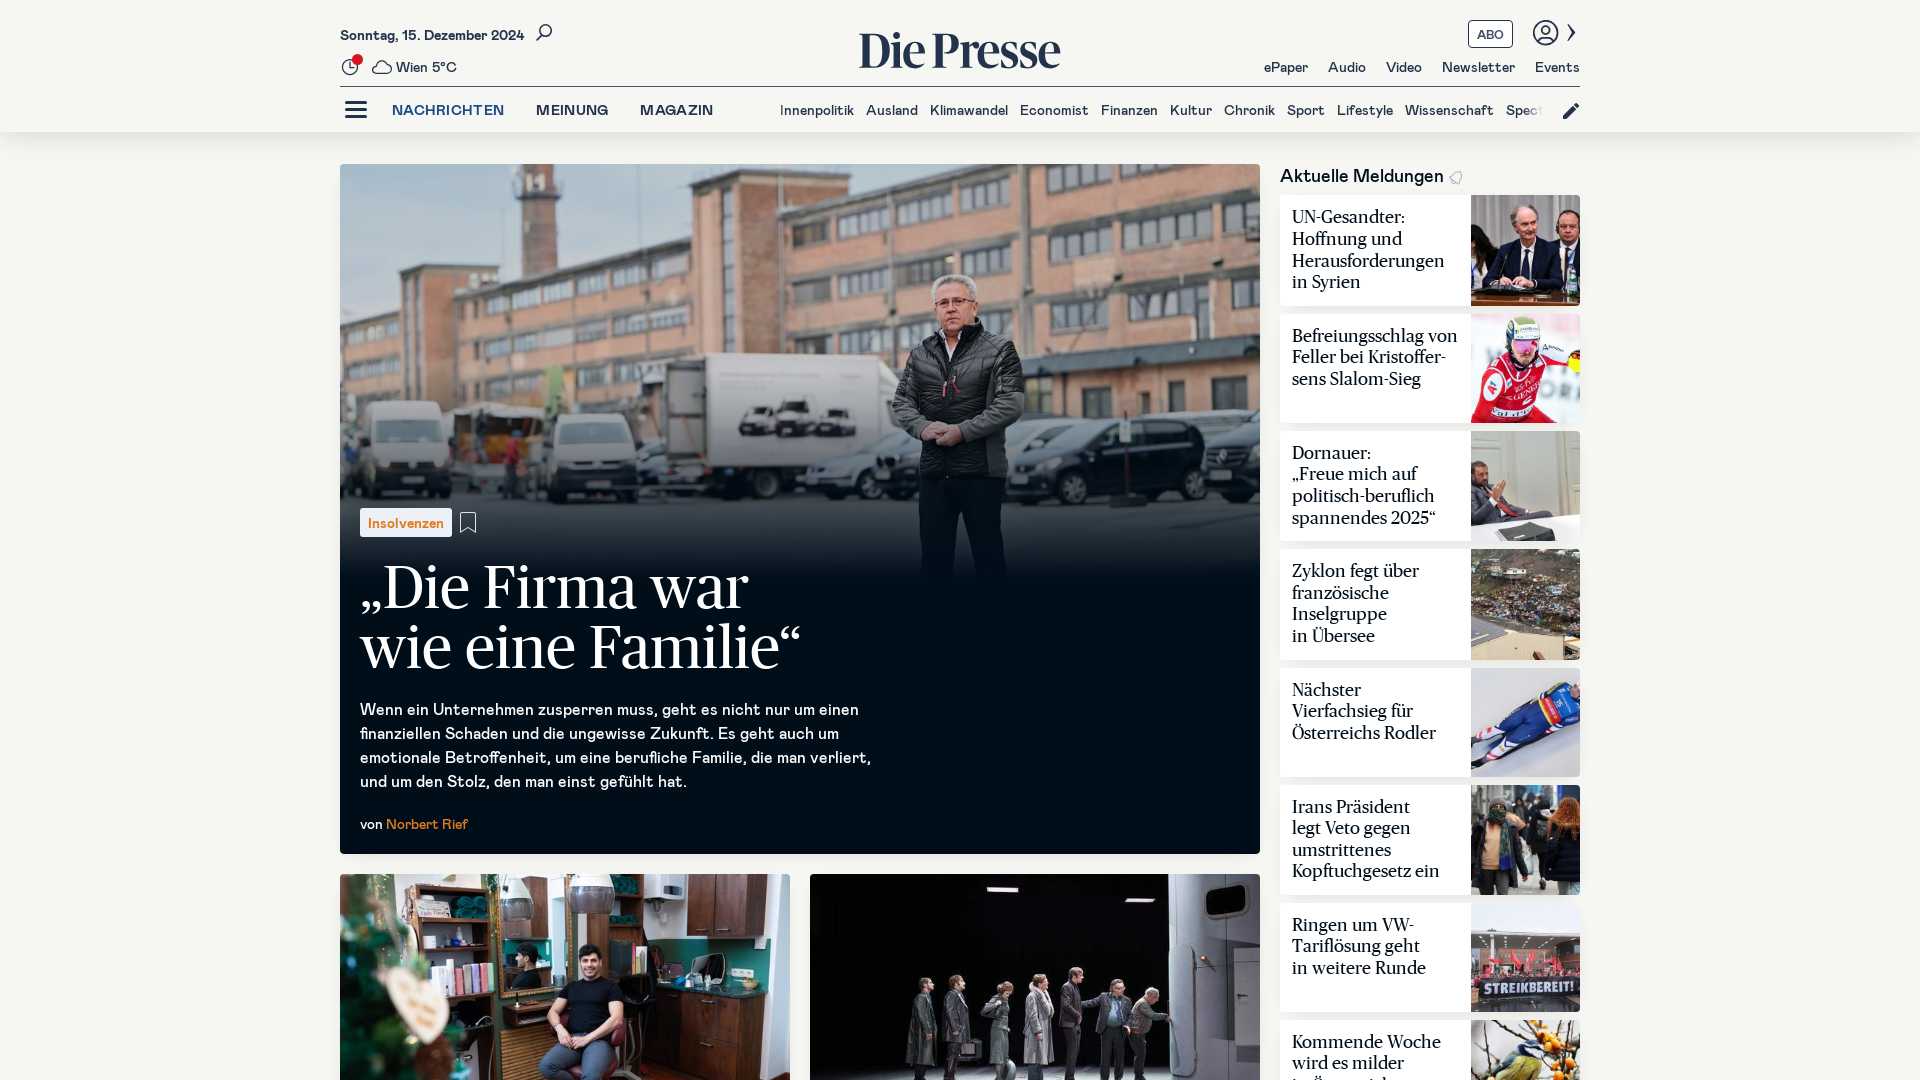 Sonntag, 15. Dezember 2024
Wien 5°C
Die Presse
ABO
ePaper Audio Video Newsletter Events
NACHRICHTEN MEINUNG MAGAZIN
Innenpolitik Ausland Klimawandel Economist Finanzen Kultur Chronik Sport Lifestyle Wissenschaft Spect
Insolvenzen
„Die Firma war
wie eine Familie“
Wenn ein Unternehmen zusperren muss, geht es nicht nur um einen
finanziellen Schaden und die ungewisse Zukunft. Es geht auch um
emotionale Betroffenheit, um eine berufliche Familie, die man verliert,
und um den Stolz, den man einst gefühlt hat.
von Norbert Rief
Aktuelle Meldungen
UN-Gesandter:
Hoffnung und
Herausforderungen
in Syrien
Befreiungsschlag von
Feller bei Kristoffer-
sens Slalom-Sieg
Dornauer:
„Freue mich auf
politisch-beruflich
spannendes 2025“
Zyklon fegt über
französische
Inselgruppe
in Übersee
Nächster
Vierfachsieg für
Österreichs Rodler
Irans Präsident
legt Veto gegen
umstrittenes
Kopftuchgesetz ein
Ringen um VW-
Tariflösung geht
in weitere Runde
STREIKBEREIT!
Kommende Woche
wird es milder